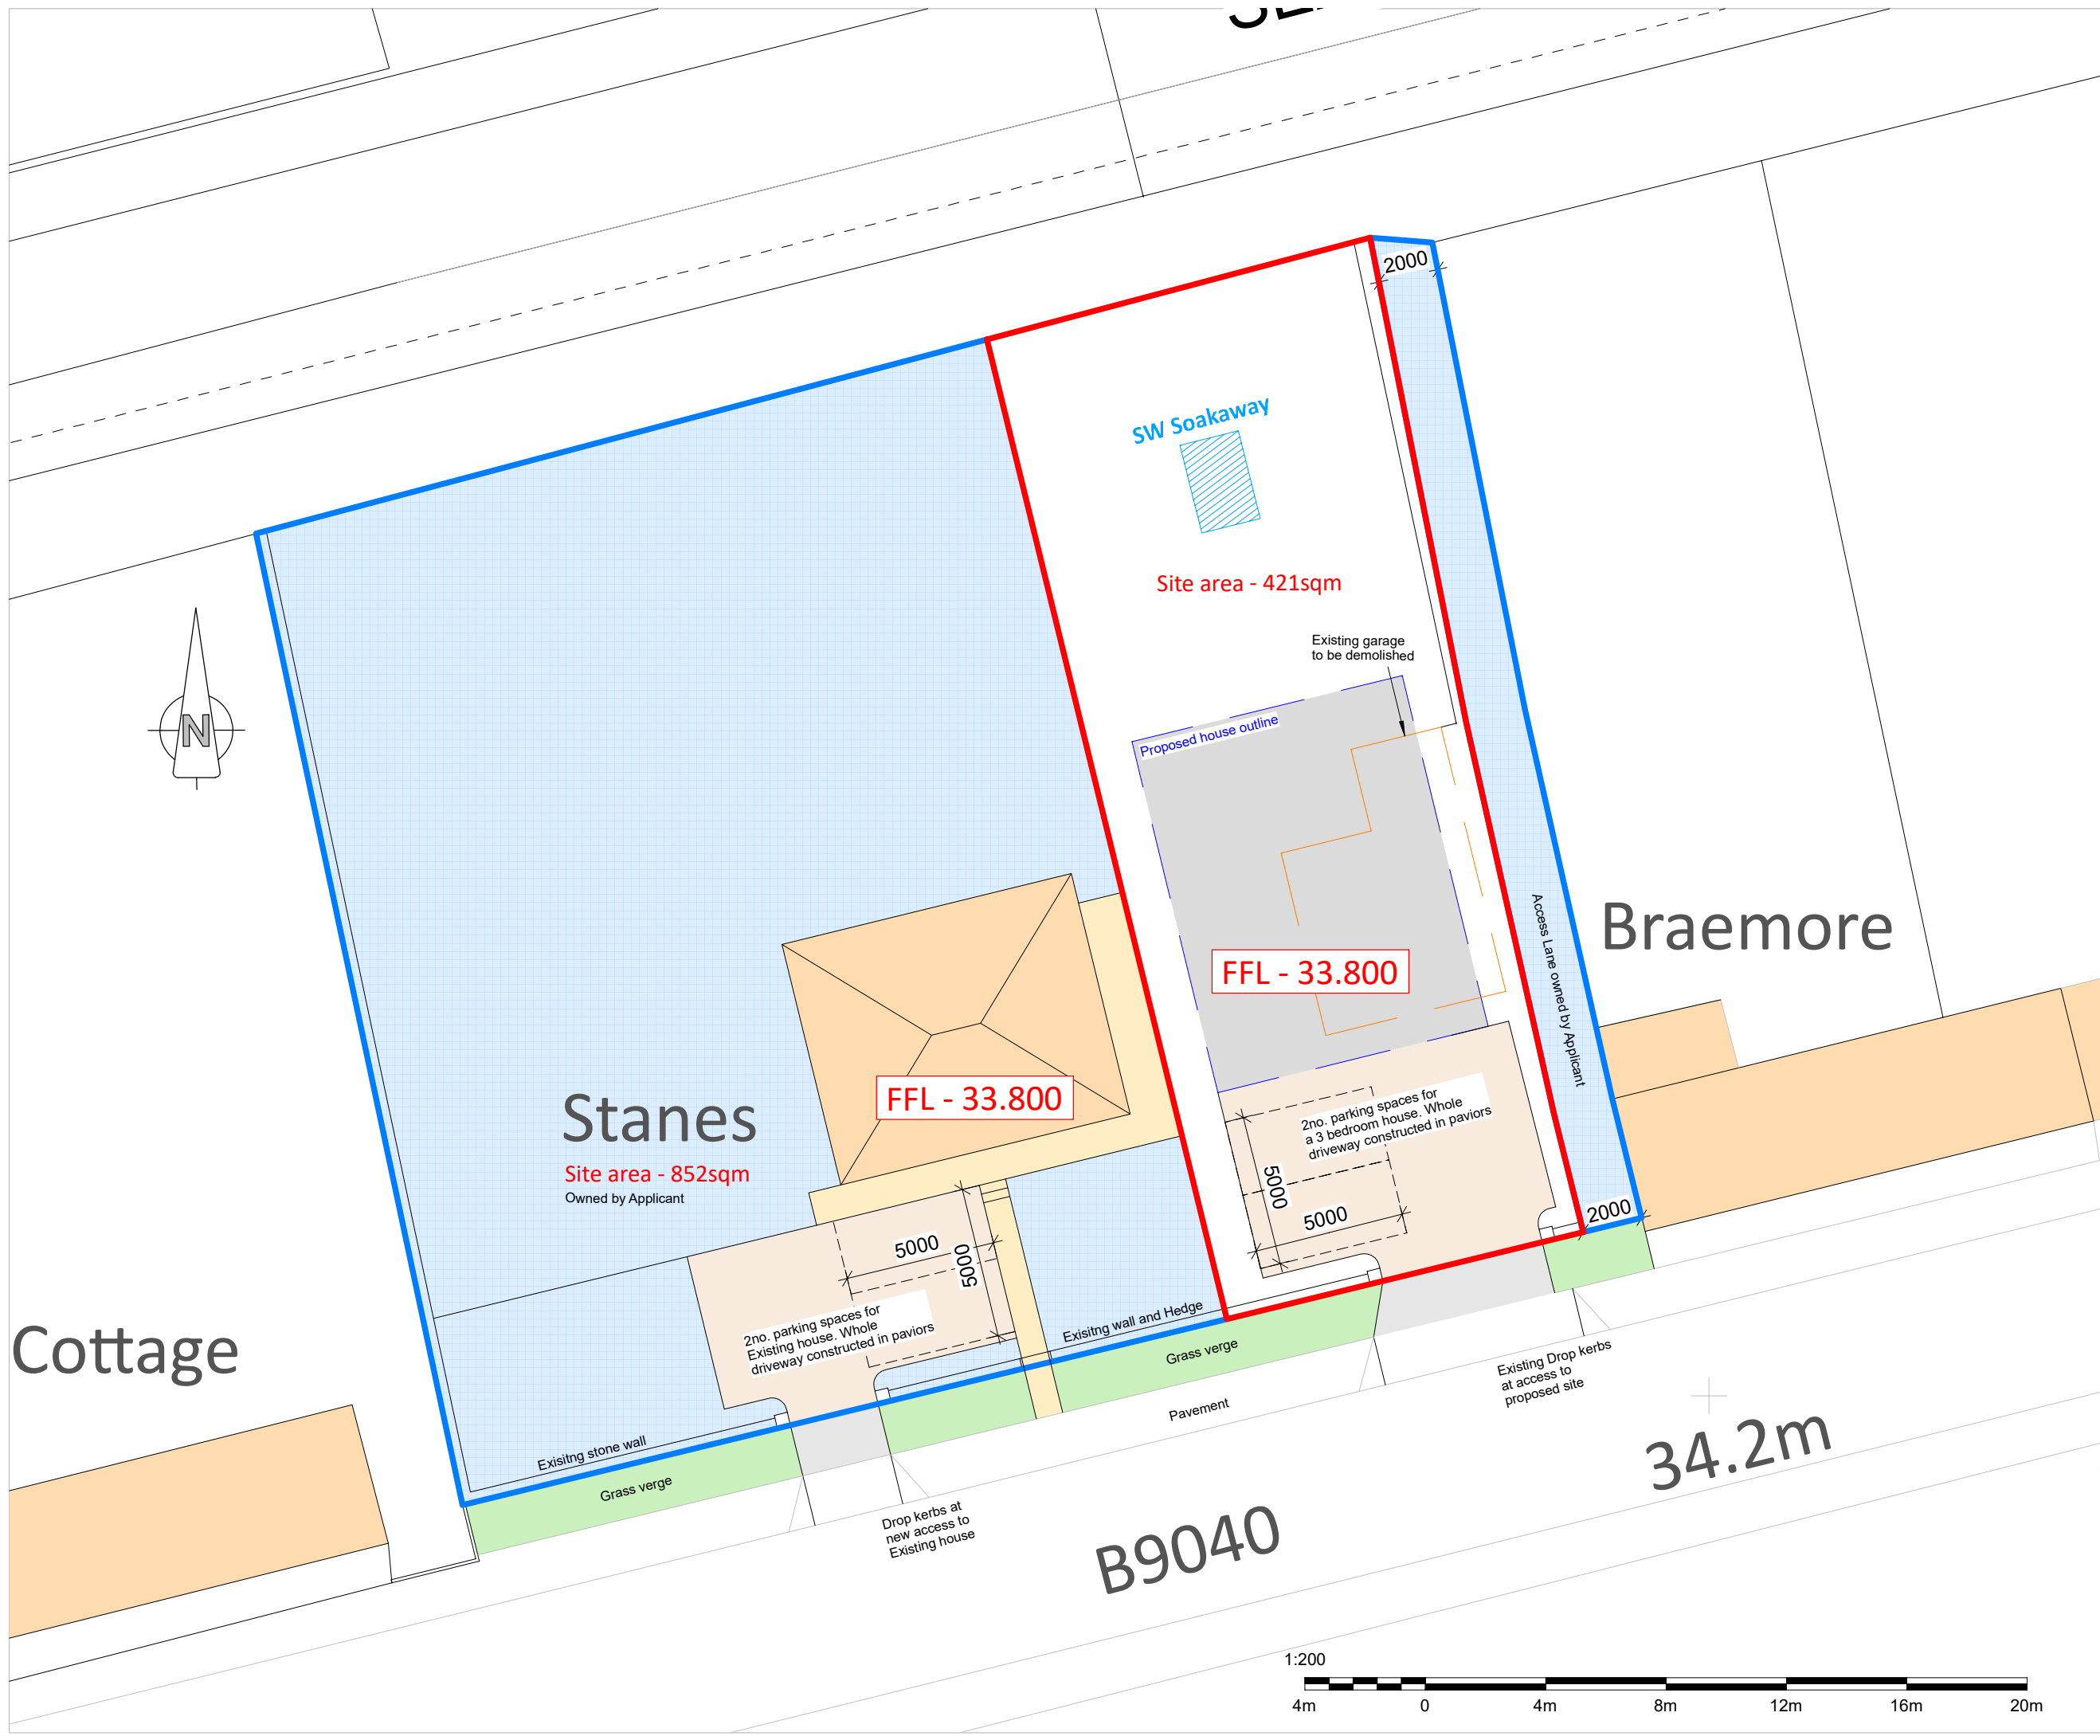 2000
SW Soakaway
Site area - 421sqm
Existing garage
to be demolished
N
Proposed house outline
Access Lane owned by Applicant
Braemore
FFL - 33.800
FFL - 33.800
Stanes
Site area - 852sqm
Owned by Applicant
2no. parking spaces for
a 3 bedroom house. Whole
driveway constructed in paviors
5000
5000
2000
5000
5000
2no. parking spaces for
Existing house. Whole
driveway constructed in paviors
Exisitng wall and Hedge
Cottage
Grass verge
Existing Drop kerbs
at access to
proposed site
Pavement
Exisitng stone wall
Grass verge
34.2m
Drop kerbs at
new access to
Existing house
B9040
1:200
4m 0 4m 8m 12m 16m 20m